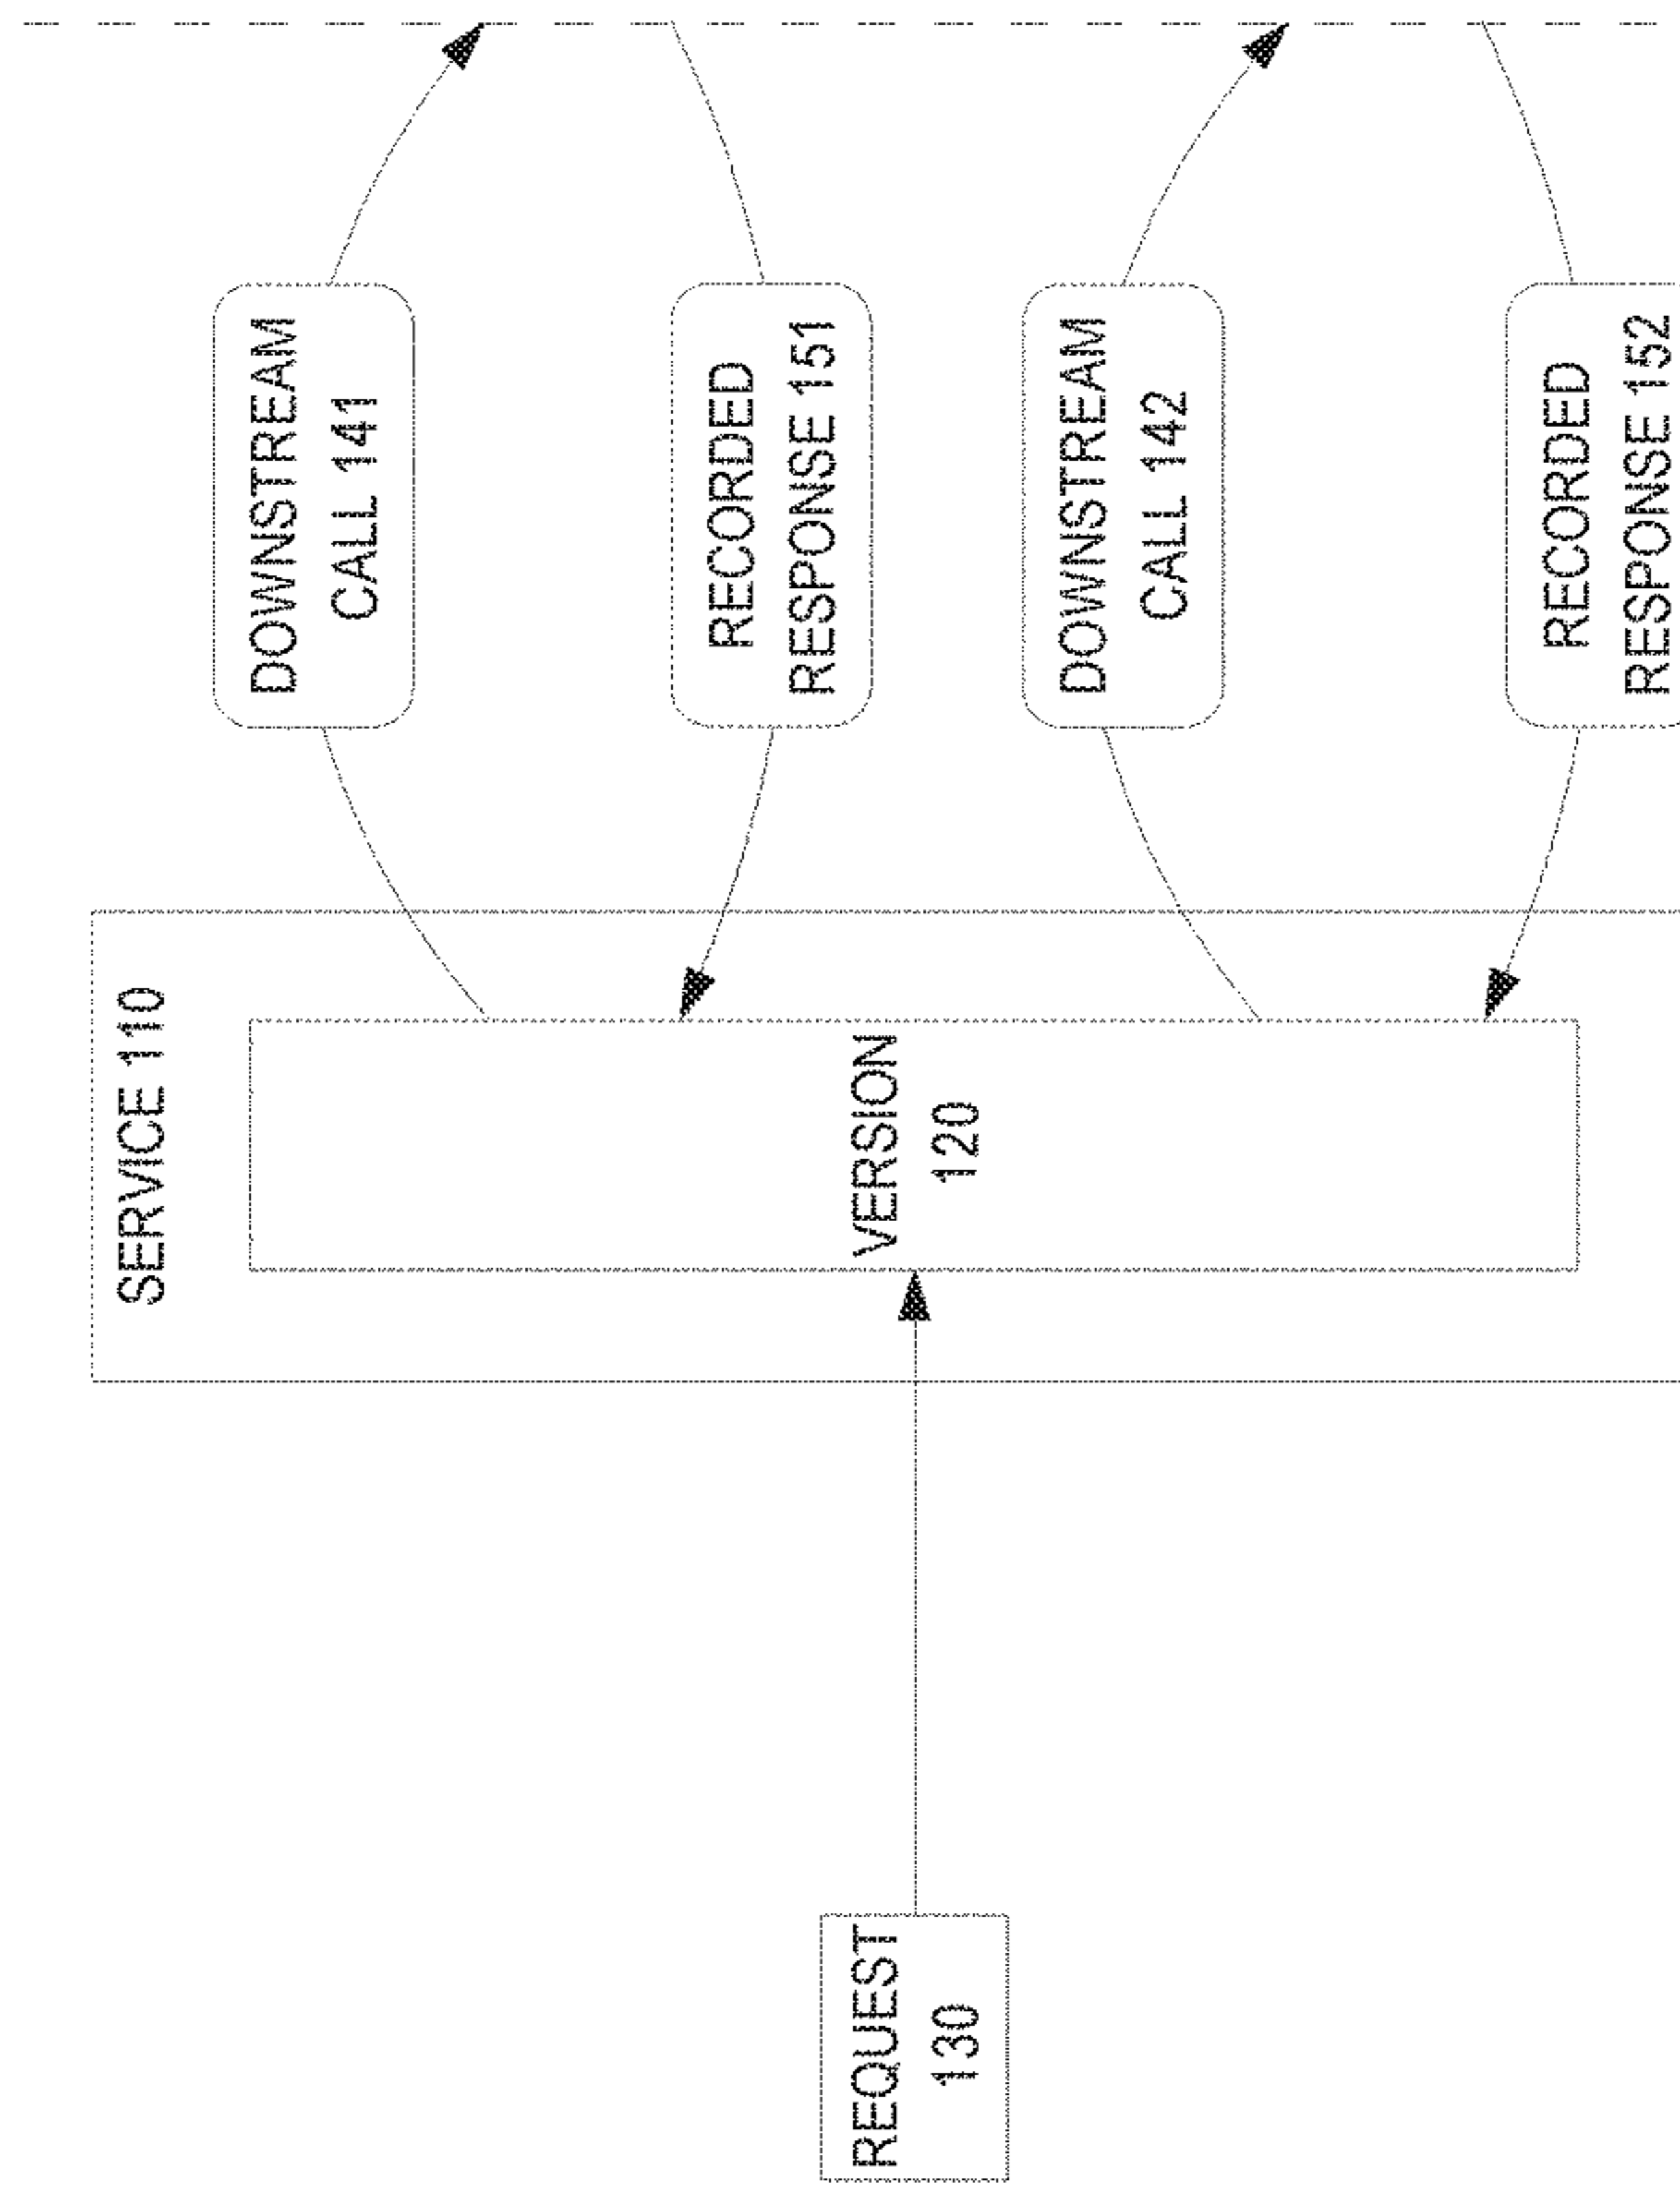 SERVICE 110
DOWNSTREAM
CALL 141
RECORDED
RESPONSE 151
DOWNSTREAM
CALL 142
RECORDED
RESPONSE 152
VERSION
120
REQUEST
130